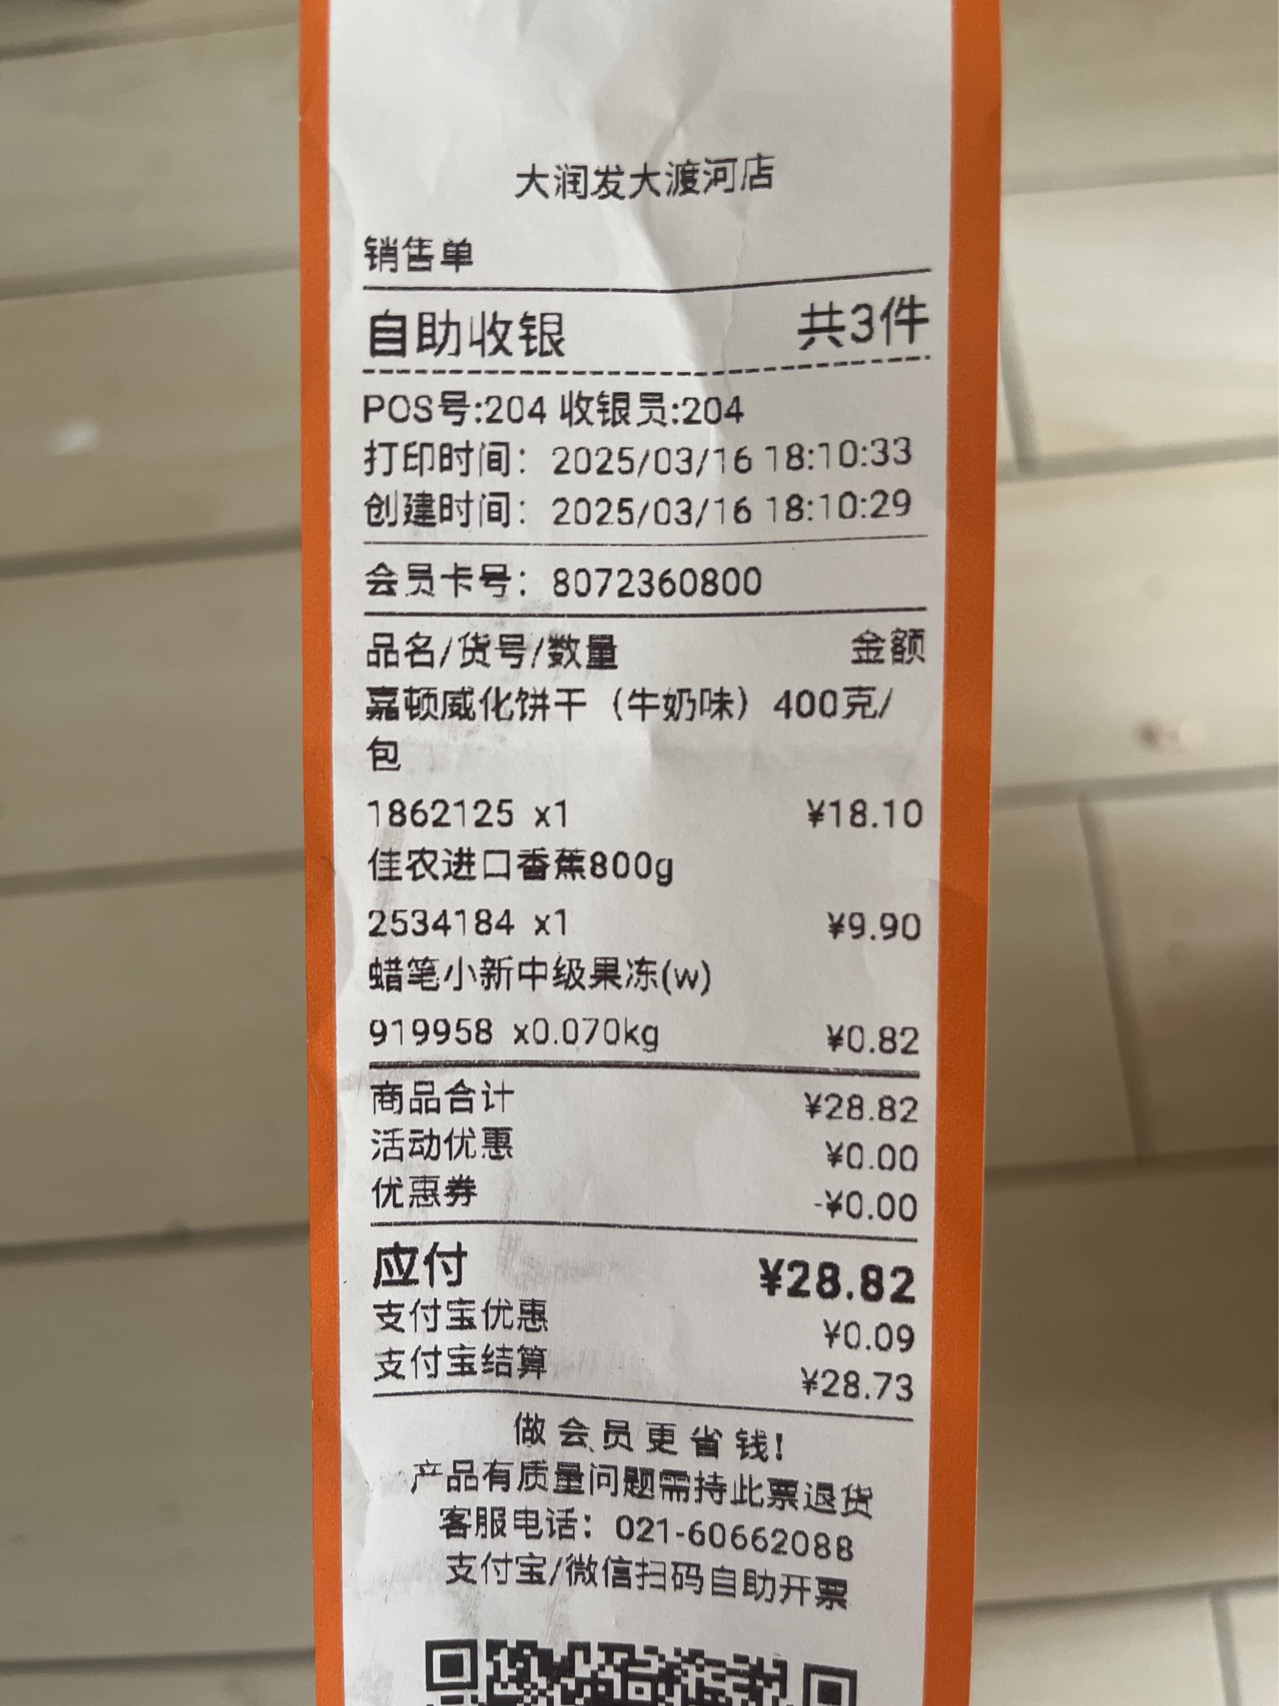 大润发大渡河店
销售单
自助收银 共3件
POS号:204 收银员:204
打印时间： 2025/03/16 18:10:33
创建时间： 2025/03/16 18:10:29
会员卡号： 8072360800
品名/货号/数量 金额
嘉顿威化饼干（牛奶味）400克/
包
1862125 x1 ¥18.10
佳农进口香蕉800g
2534184 x1 ¥9.90
蜡笔小新中级果冻(w)
919958 x0.070kg ¥0.82
商品合计 ¥28.82
活动优惠 ¥0.00
优惠券 -¥0.00
应付 ¥28.82
支付宝优惠 ¥0.09
支付宝结算 ¥28.73
做会员更省钱!
产品有质量问题需持此票退货
客服电话： 021-60662088
支付宝/微信扫码自助开票